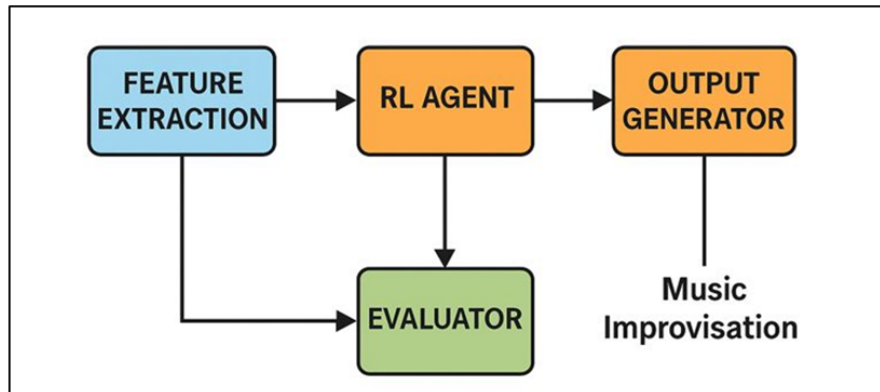 FEATURE
EXTRACTION
RL AGENT
OUTPUT
GENERATOR
EVALUATOR
Music
Improvisation